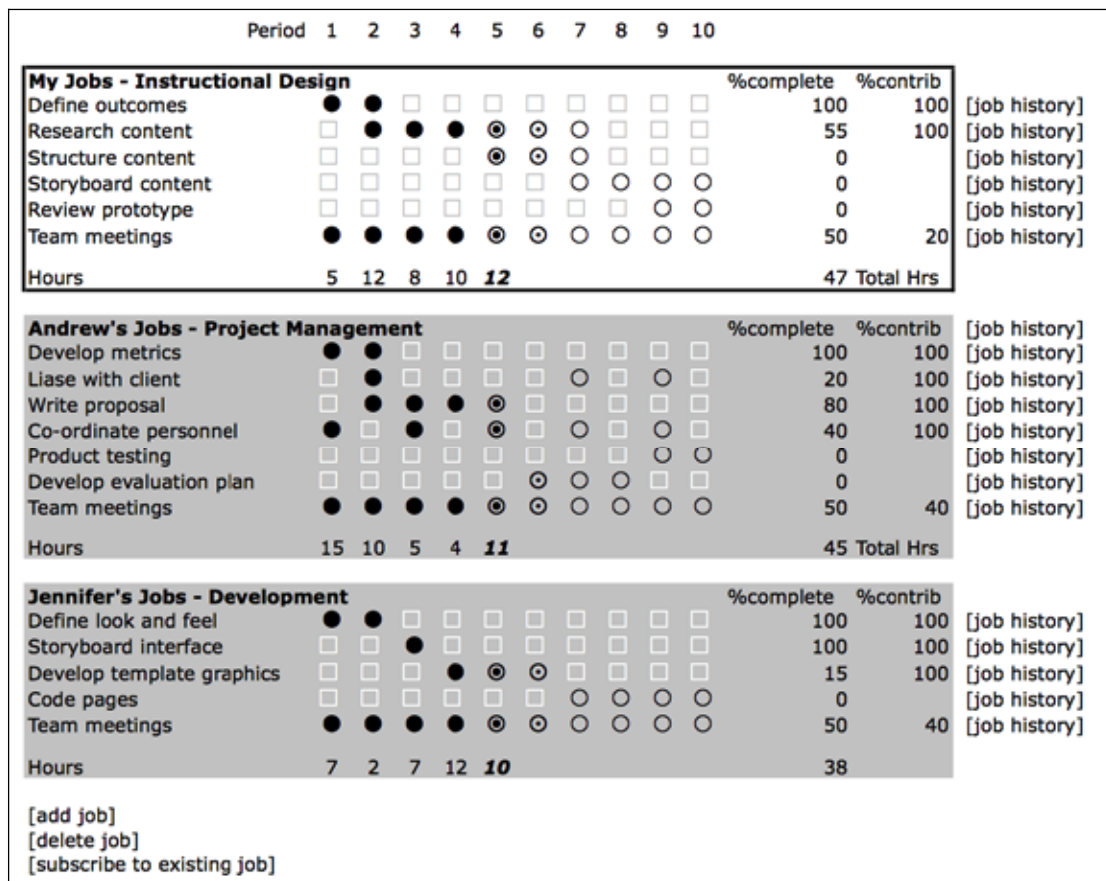 Period 1 2 3 4 5 6 7 8 9 10
My Jobs - Instructional Design %complete %contrib
Define outcomes 100 100 [job history]
Research content 55 100 [job history]
Structure content 0 [job history]
Storyboard content 0 [job history]
Review prototype 0 [job history]
Team meetings 50 20 [job history]
Hours 5 12 8 10 12 47 Total Hrs
Andrew's Jobs - Project Management %complete %contrib [job history]
Develop metrics 100 100 [job history]
Liase with client 20 100 [job history]
Write proposal 80 100 [job history]
Co-ordinate personnel 40 100 [job history]
Product testing 0 [job history]
Develop evaluation plan 0 [job history]
Team meetings 50 40 [job history]
Hours 15 10 5 4 11 45 Total Hrs
Jennifer's Jobs - Development %complete %contrib
Define look and feel 100 100 [job history]
Storyboard interface 100 100 [job history]
Develop template graphics 15 100 [job history]
Code pages 0 [job history]
Team meetings 50 40 [job history]
Hours 7 2 7 12 10 38
[add job]
[delete job]
[subscribe to existing job]